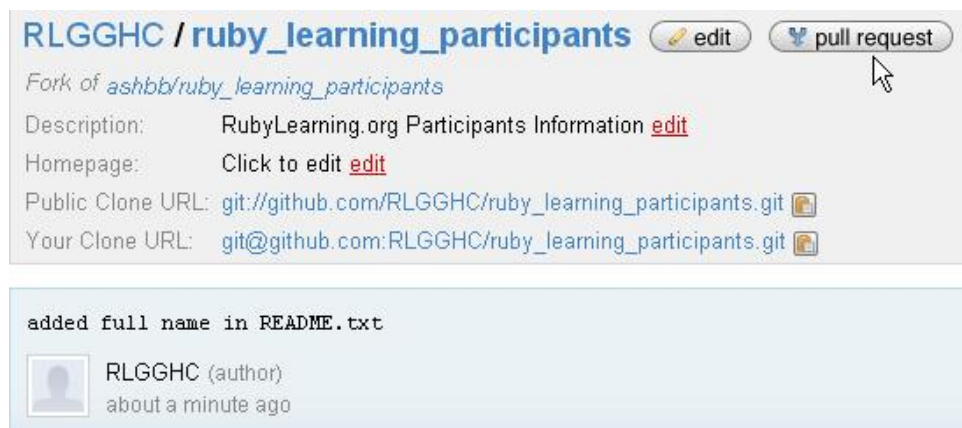 RLGGHC / ruby_learning_participants edit pull request
Fork of ashbb/ruby_learning_participants
Description: RubyLearning.org Participants Information edit
Homepage: Click to edit edit
Public Clone URL: git://github.com/RLGGHC/ruby_learning_participants.git
Your Clone URL: git@github.com:RLGGHC/ruby_learning_participants.git
added full name in README.txt
RLGGHC (author)
about a minute ago